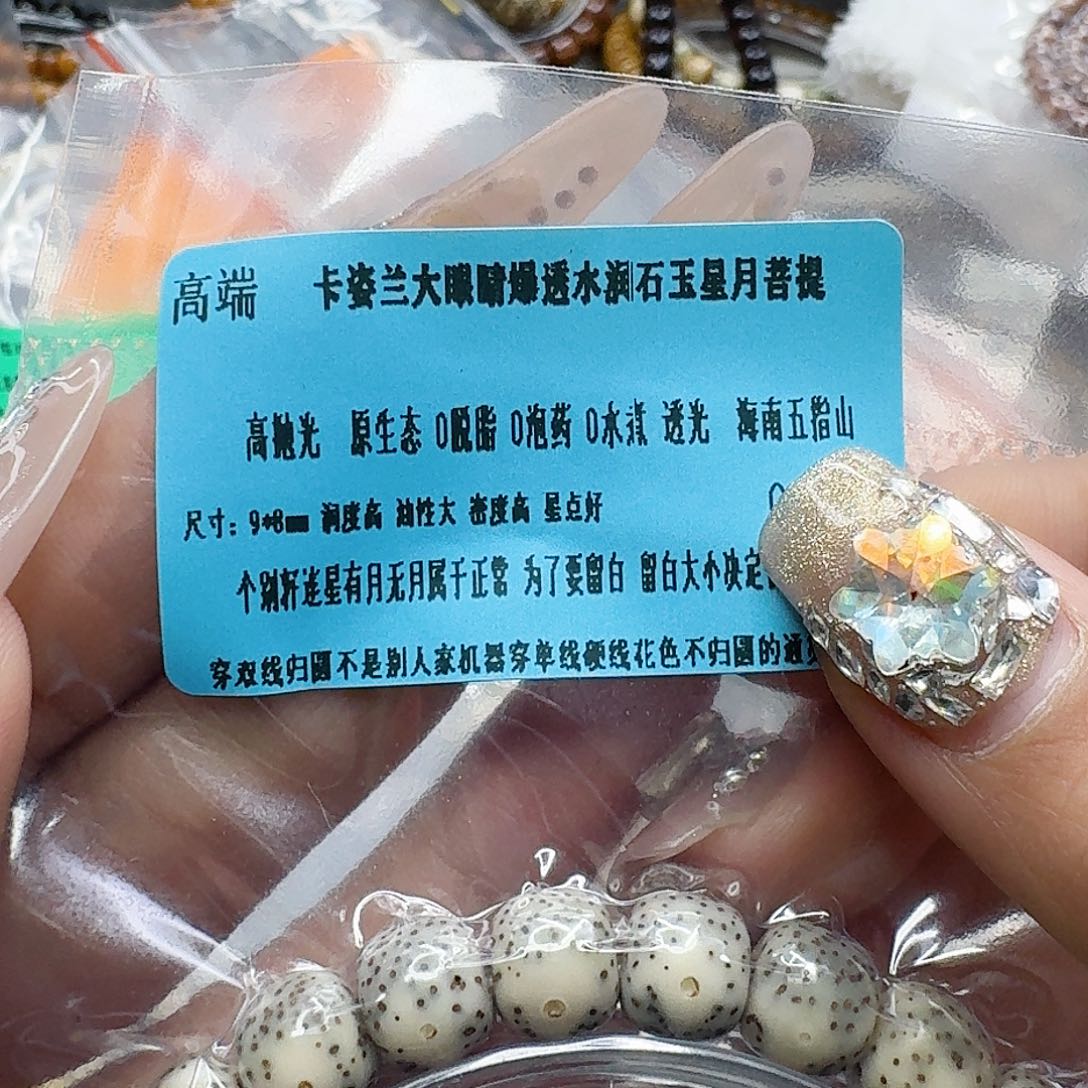 高端 卡姿兰大眼睛爆透水润石玉星月菩提
高抛光 原生态 0脱脂 0泡药 0水煮 透光 海南五指山
尺寸：9*8mm 润度高 油性大 密度高 星点好
个别籽连星有月无月属于正常 为了要留白 留白大小决定
穿双线归圆不是别人家机器穿单线硬线花色不归圆的通货